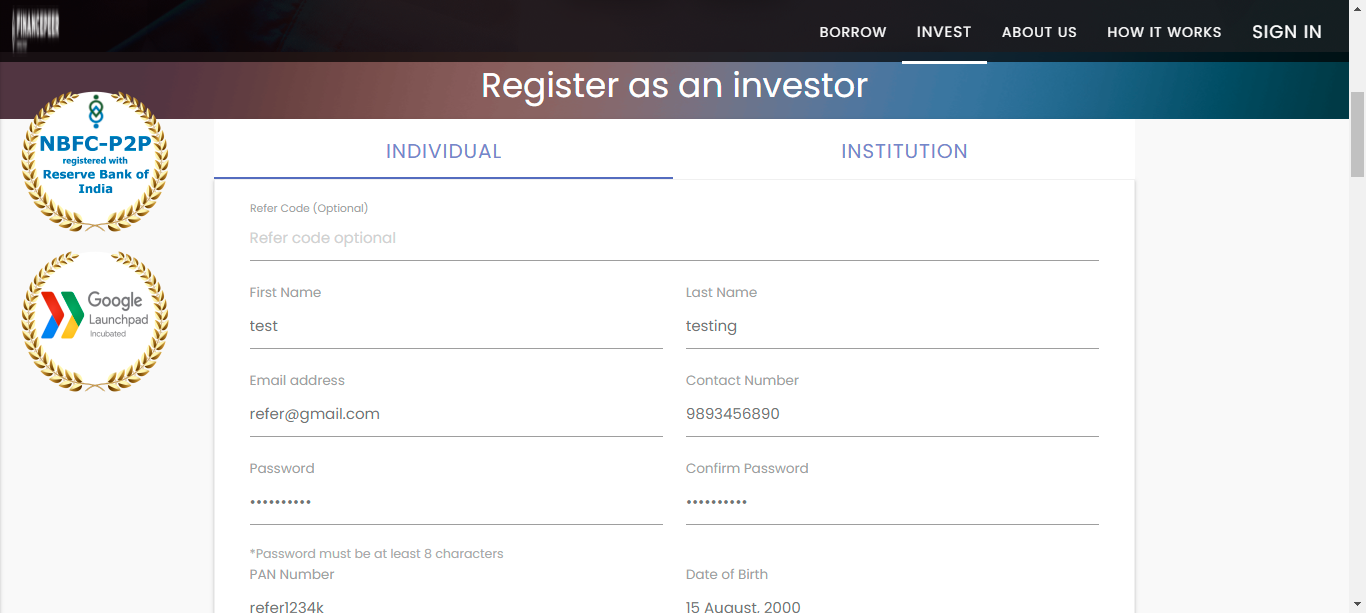 FINANCEPEER
BORROW INVEST ABOUT US HOW IT WORKS SIGN IN
Register as an investor
NBFC-P2P
registered with
Reserve Bank of
India
Google
Launchpad
Incubated
INDIVIDUAL INSTITUTION
Refer Code (Optional)
Refer code optional
First Name Last Name
test testing
Email address Contact Number
refer@gmail.com 9893456890
Password Confirm Password
•••••••••• ••••••••••
*Password must be at least 8 characters
PAN Number Date of Birth
refer1234k 15 August, 2000